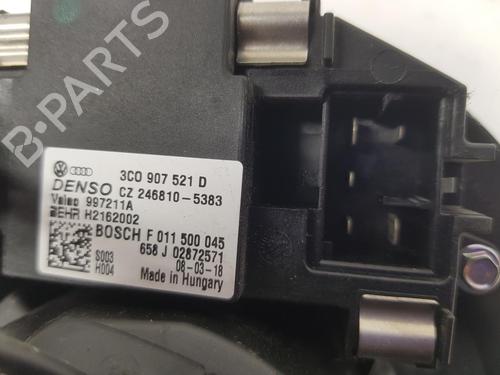 B-PARTS
3C0 907 521 D
DENSO CZ 246810-5383
Valeo 997211A
BEHR H2162002
BOSCH F 011 500 045
658 J 02872571
S003
H004
08-03-18
Made in Hungary